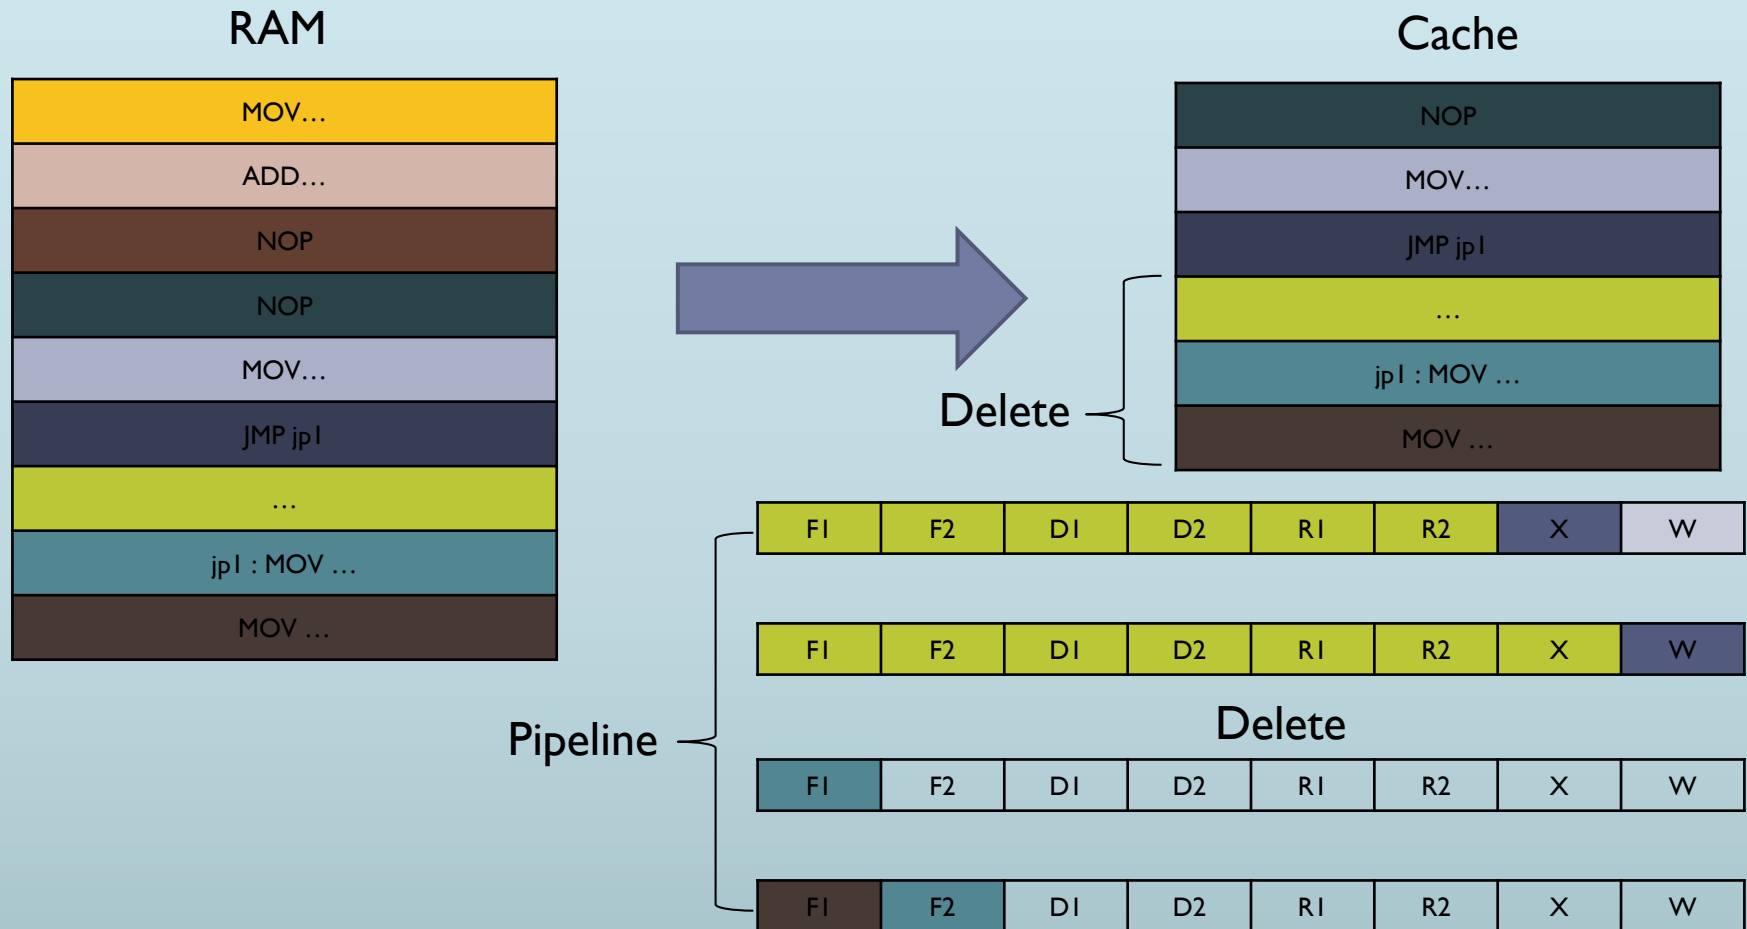 RAM
MOV...
ADD...
NOP
NOP
MOV...
JMP jp1
...
jp1 : MOV ...
MOV ...
Cache
NOP
MOV...
JMP jp1
...
jp1 : MOV ...
MOV ...
Delete
Pipeline
F1 F2 D1 D2 R1 R2 X W
F1 F2 D1 D2 R1 R2 X W
Delete
F1 F2 D1 D2 R1 R2 X W
F1 F2 D1 D2 R1 R2 X W